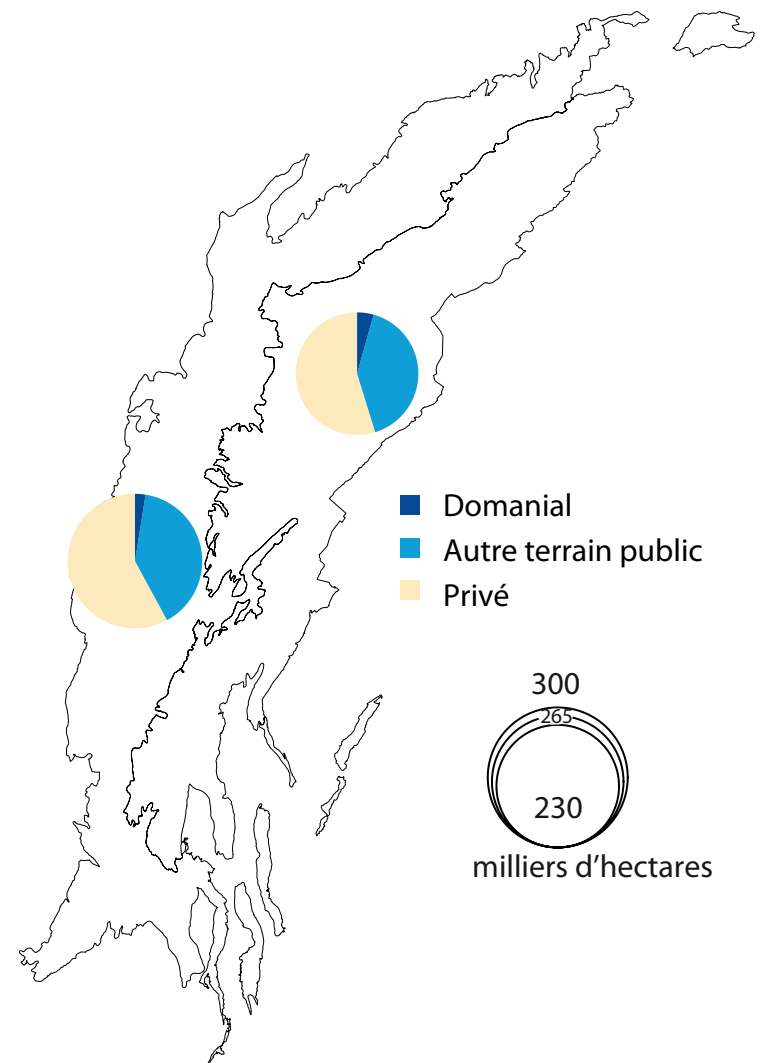 Domanial
Autre terrain public
Privé
300
265
230
milliers d’hectares